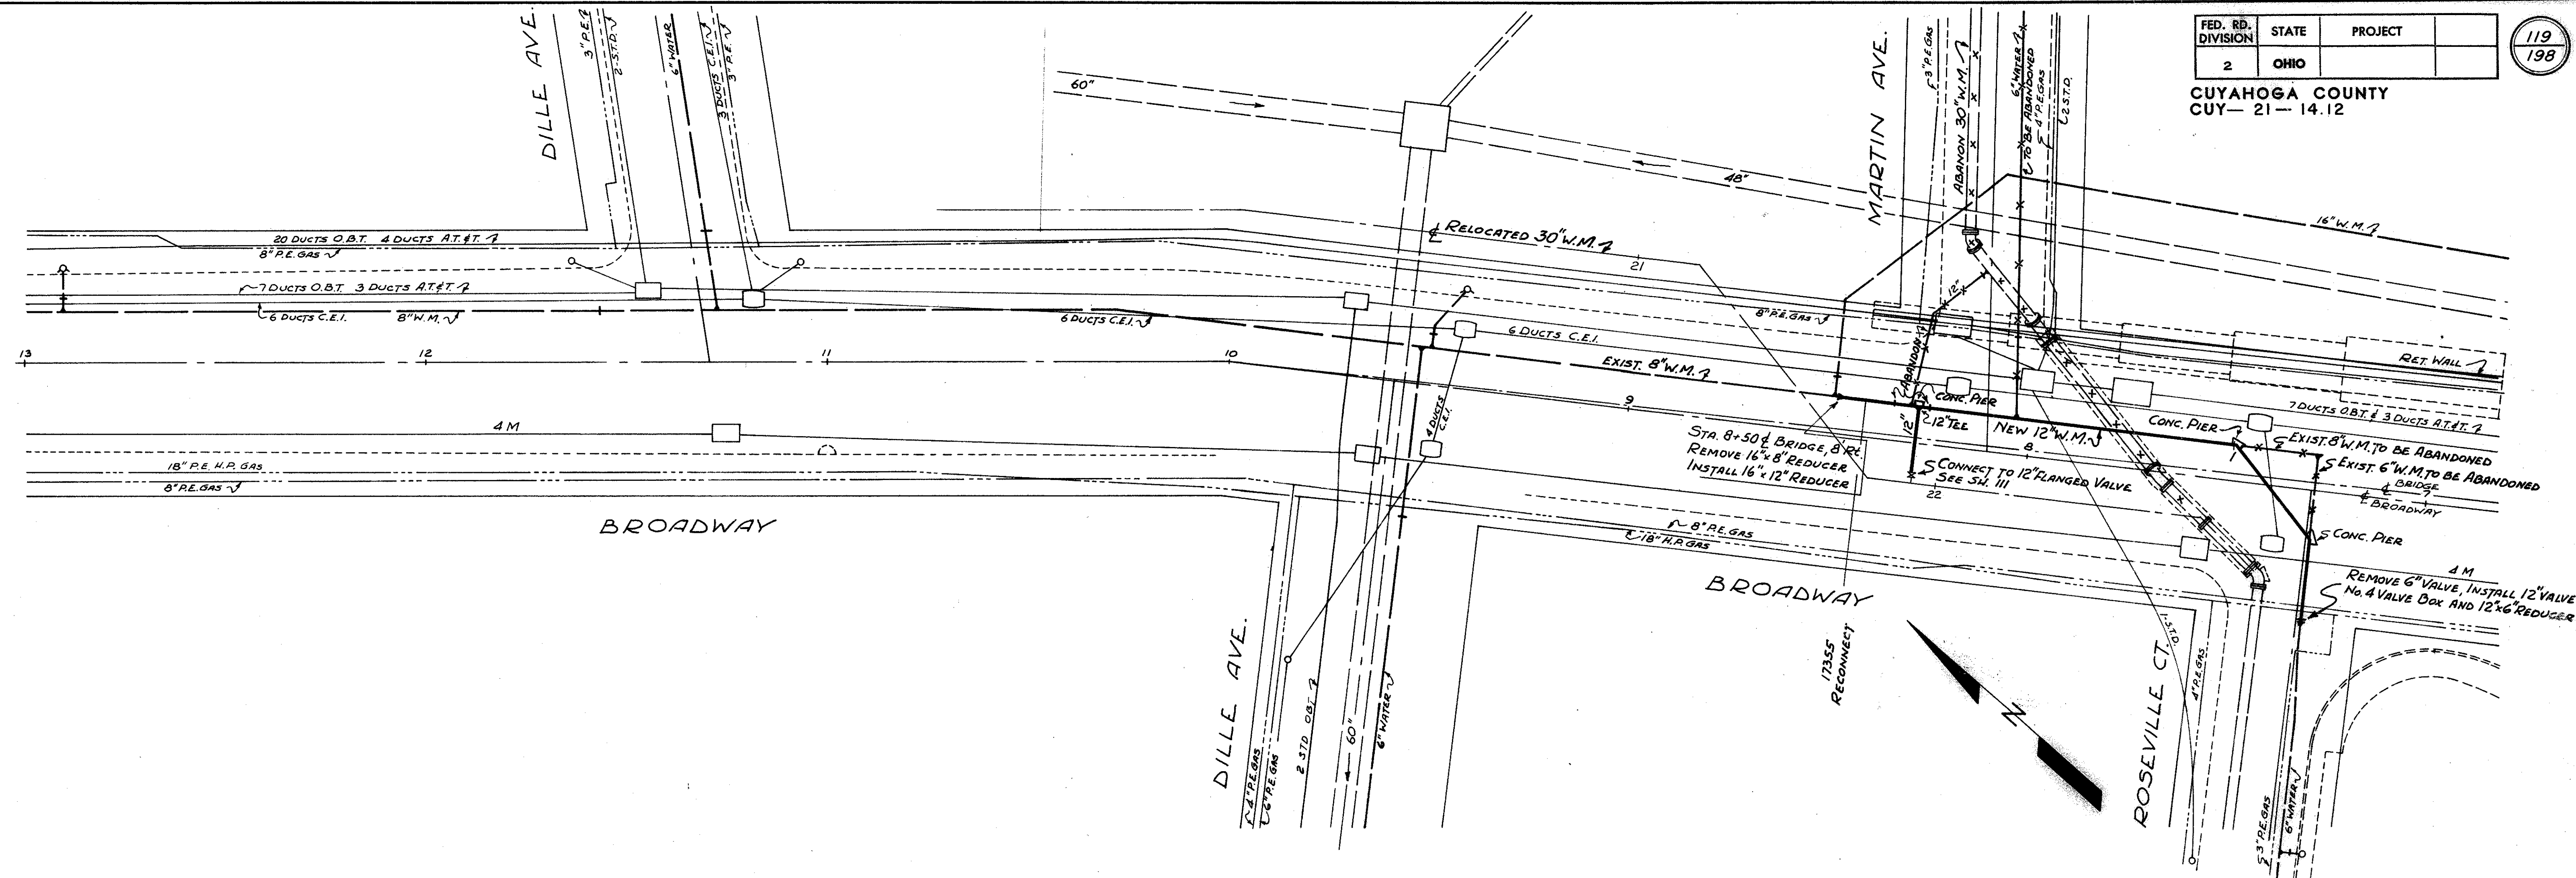 FED. RD. DIVISION STATE PROJECT
2 OHIO
119
198
CUYAHOGA COUNTY
CUY— 21— 14.12
DILLE AVE.
3" P.E.
2-S.T.D.
6" WATER
3 DUCTS C.E.I.
3" P.E.
60"
48"
MARTIN AVE.
3" P.E. GAS
ABANON 30" W.M.
6" WATER
TO BE ABANDONED
4" P.E. GAS
2 S.T.D.
16" W.M.
20 DUCTS O.B.T. 4 DUCTS A.T.&T.
8" P.E. GAS
7 DUCTS O.B.T. 3 DUCTS A.T.&T.
6 DUCTS C.E.I.
8" W.M.
6 DUCTS C.E.I.
℄ RELOCATED 30" W.M.
21
8" P.E. GAS
12"
6 DUCTS C.E.I.
13
12
11
10
EXIST. 8" W.M.
ABANDON
RET. WALL
9
CONC. PIER
12" TEE
12"
NEW 12" W.M.
8
CONC. PIER
7 DUCTS O.B.T. & 3 DUCTS A.T.&T.
EXIST. 8" W.M. TO BE ABANDONED
EXIST. 6" W.M. TO BE ABANDONED
℄ BRIDGE
7
℄ BROADWAY
4 M
4 DUCTS
C.E.I.
STA. 8+50 ℄ BRIDGE, 8' RT.
REMOVE 16" x 8" REDUCER
INSTALL 16" x 12" REDUCER
CONNECT TO 12" FLANGED VALVE
SEE SH. 111
22
18" P.E. H.P. GAS
8" P.E. GAS
BROADWAY
8" P.E. GAS
18" H.P. GAS
CONC. PIER
4 M
REMOVE 6" VALVE, INSTALL 12" VALVE
No. 4 VALVE BOX AND 12"x6" REDUCER
BROADWAY
17355
RECONNECT
N
DILLE AVE.
4" P.E. GAS
6" P.E. GAS
2 STD OBT
60"
6" WATER
ROSEVILLE CT.
S.T.D.
4" P.E. GAS
3" P.E. GAS
6" WATER